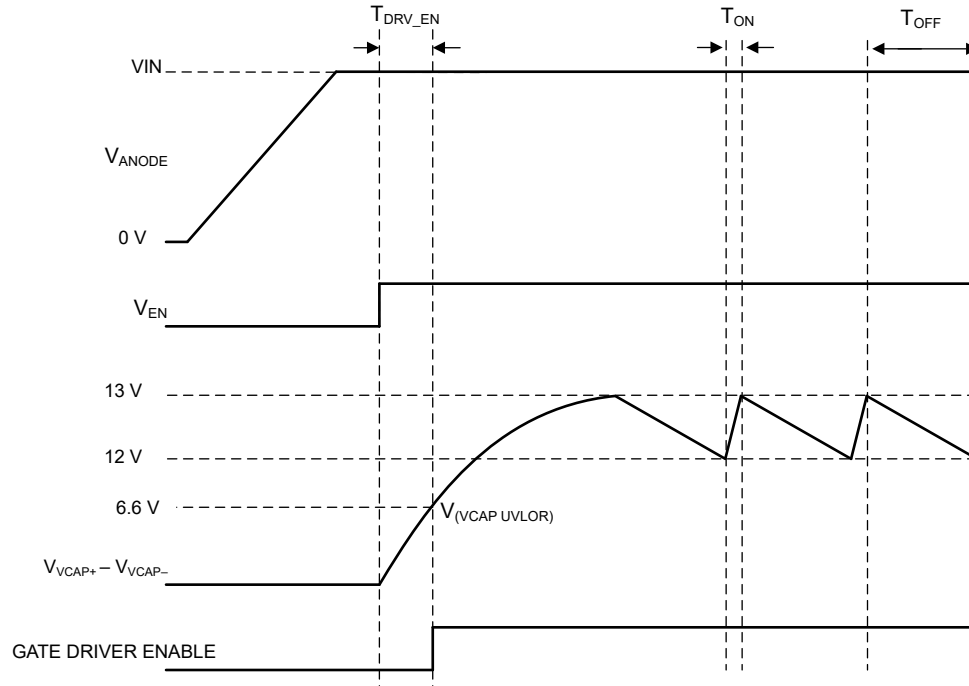 TDRV_EN
TON
TOFF
VIN
VANODE
0 V
VEN
13 V
12 V
6.6 V
V(VCAP UVLOR)
VVCAP+ – VVCAP–
GATE DRIVER ENABLE